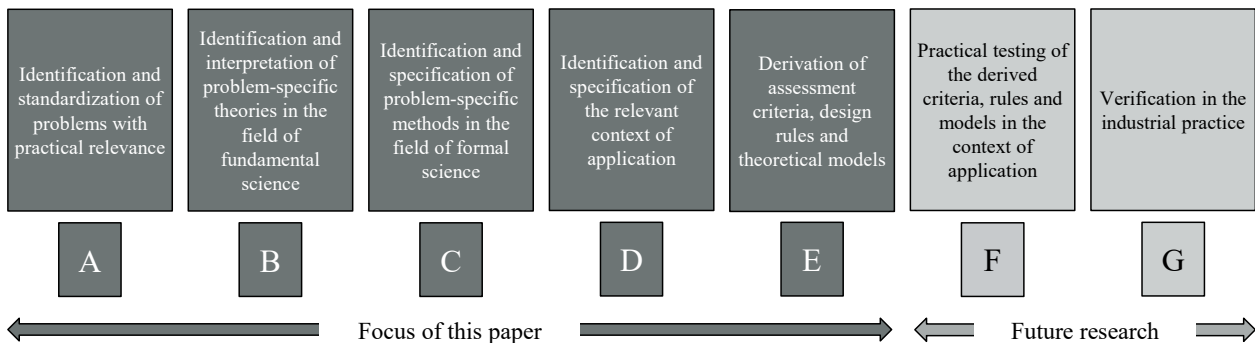 Identification and
standardization of
problems with
practical relevance
Identification and
interpretation of
problem-specific
theories in the
field of
fundamental
science
Identification and
specification of
problem-specific
methods in the
field of formal
science
Identification and
specification of
the relevant
context of
application
Derivation of
assessment
criteria, design
rules and
theoretical models
Practical testing of
the derived
criteria, rules and
models in the
context of
application
Verification in the
industrial practice
A
B
C
D
E
F
G
Focus of this paper
Future research